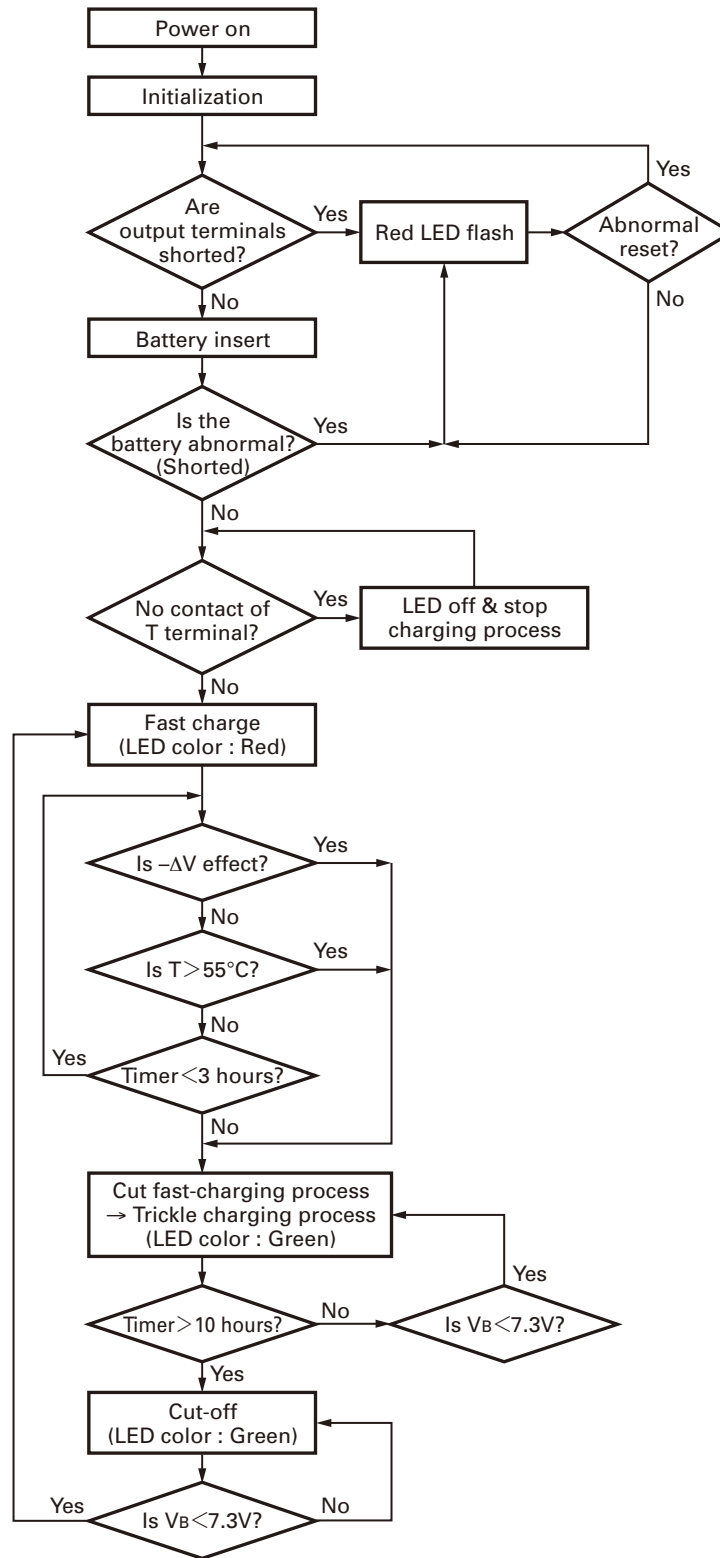 Power on
Initialization
Yes
Are
output terminals
shorted?
Yes
Red LED flash
Abnormal
reset?
No
No
Battery insert
Is the
battery abnormal?
(Shorted)
Yes
No
No contact of
T terminal?
Yes
LED off & stop
charging process
No
Fast charge
(LED color : Red)
Is –ΔV effect?
Yes
No
Is T>55°C?
Yes
No
Yes
Timer<3 hours?
No
Cut fast-charging process
→ Trickle charging process
(LED color : Green)
Yes
Timer>10 hours?
No
Is VB<7.3V?
Yes
Cut-off
(LED color : Green)
Yes
Is VB<7.3V?
No